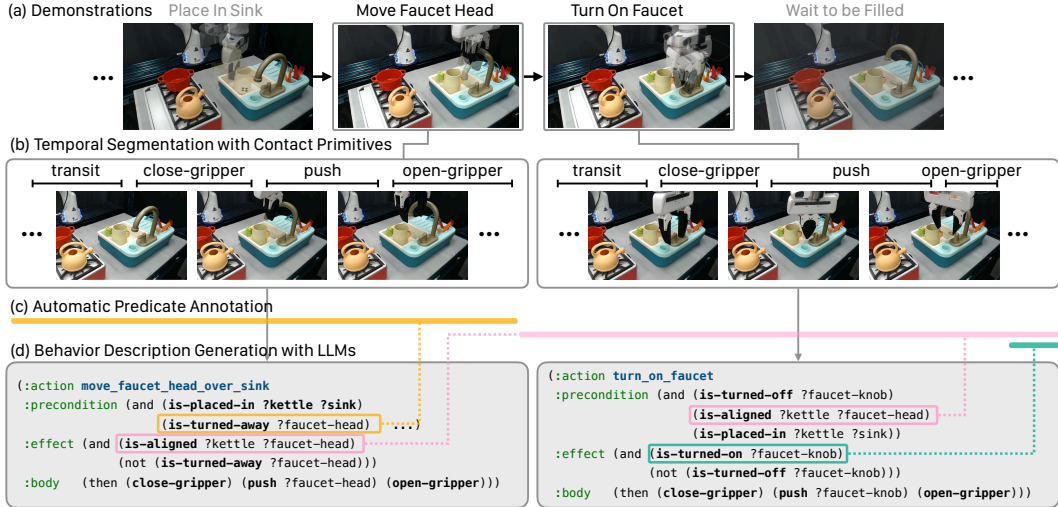 (a) Demonstrations
Place In Sink
Move Faucet Head
Turn On Faucet
Wait to be Filled
...
...
(b) Temporal Segmentation with Contact Primitives
transit
close-gripper
push
open-gripper
...
...
transit
close-gripper
push
open-gripper
...
...
(c) Automatic Predicate Annotation
(d) Behavior Description Generation with LLMs
(:action move_faucet_head_over_sink
:precondition (and (is-placed-in ?kettle ?sink)
(is-turned-away ?faucet-head) ...)
:effect (and (is-aligned ?kettle ?faucet-head)
(not (is-turned-away ?faucet-head)))
:body (then (close-gripper) (push ?faucet-head) (open-gripper)))
(:action turn_on_faucet
:precondition (and (is-turned-off ?faucet-knob)
(is-aligned ?kettle ?faucet-head)
(is-placed-in ?kettle ?sink))
:effect (and (is-turned-on ?faucet-knob)
(not (is-turned-off ?faucet-knob)))
:body (then (close-gripper) (push ?faucet-knob) (open-gripper)))